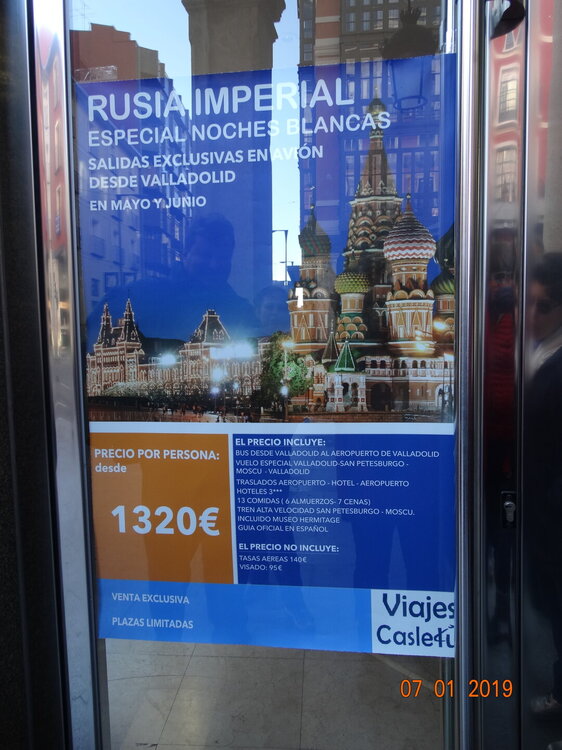 RUSIA IMPERIAL
ESPECIAL NOCHES BLANCAS
SALIDAS EXCLUSIVAS EN AVIÓN
DESDE VALLADOLID
EN MAYO Y JUNIO
PRECIO POR PERSONA:
desde
1320€
EL PRECIO INCLUYE:
BUS DESDE VALLADOLID AL AEROPUERTO DE VALLADOLID
VUELO ESPECIAL VALLADOLID-SAN PETESBURGO -
MOSCU - VALLADOLID
TRASLADOS AEROPUERTO - HOTEL - AEROPUERTO
HOTELES 3***
13 COMIDAS ( 6 ALMUERZOS- 7 CENAS)
TREN ALTA VELOCIDAD SAN PETESBURGO - MOSCU.
INCLUIDO MUSEO HERMITAGE
GUIA OFICIAL EN ESPAÑOL
EL PRECIO NO INCLUYE:
TASAS AEREAS 140€
VISADO: 95€
VENTA EXCLUSIVA
PLAZAS LIMITADAS
Viajes
07 01 2019